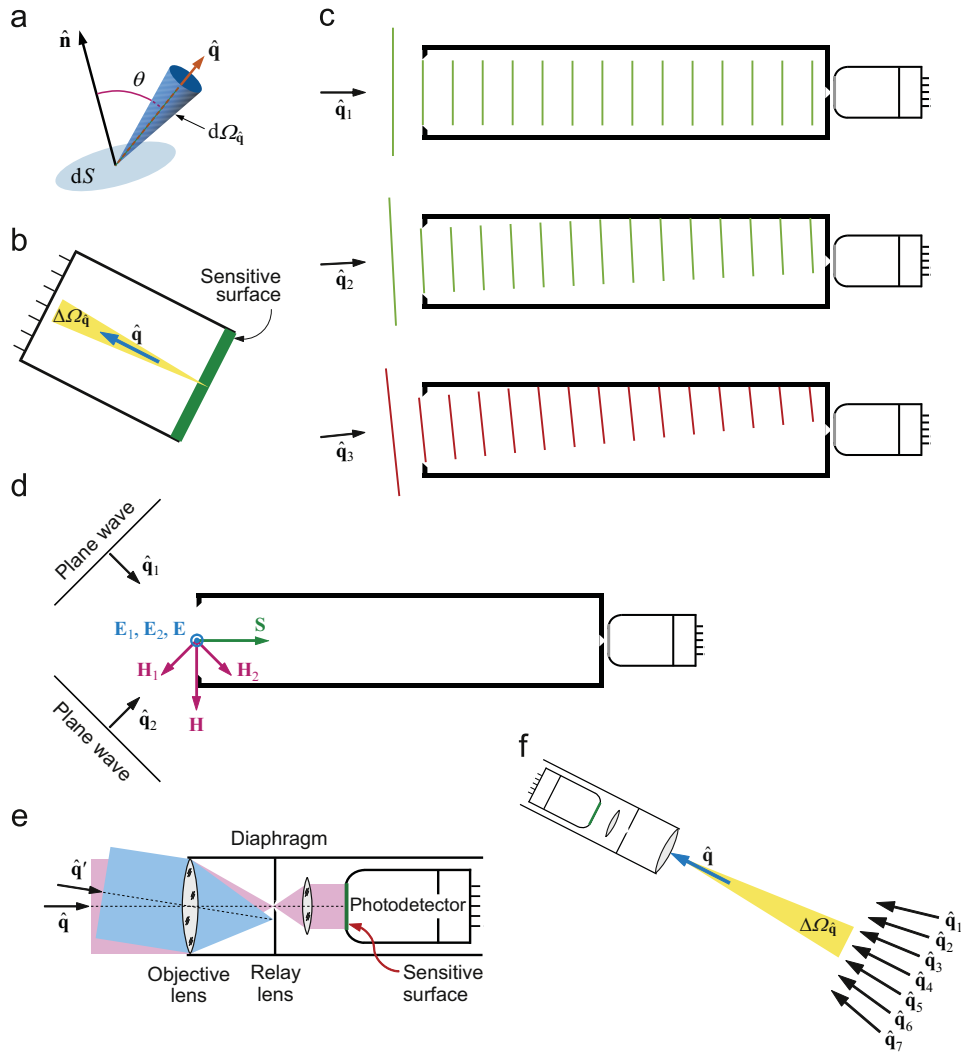 a
n̂
θ
q̂
dΩq̂
dS
b
Sensitive
surface
ΔΩq̂
q̂
c
q̂1
q̂2
q̂3
d
Plane wave
q̂1
E1, E2, E
S
H1
H2
H
q̂2
Plane wave
e
Diaphragm
q̂′
q̂
Photodetector
Objective
lens
Relay
lens
Sensitive
surface
f
q̂
ΔΩq̂
q̂1
q̂2
q̂3
q̂4
q̂5
q̂6
q̂7